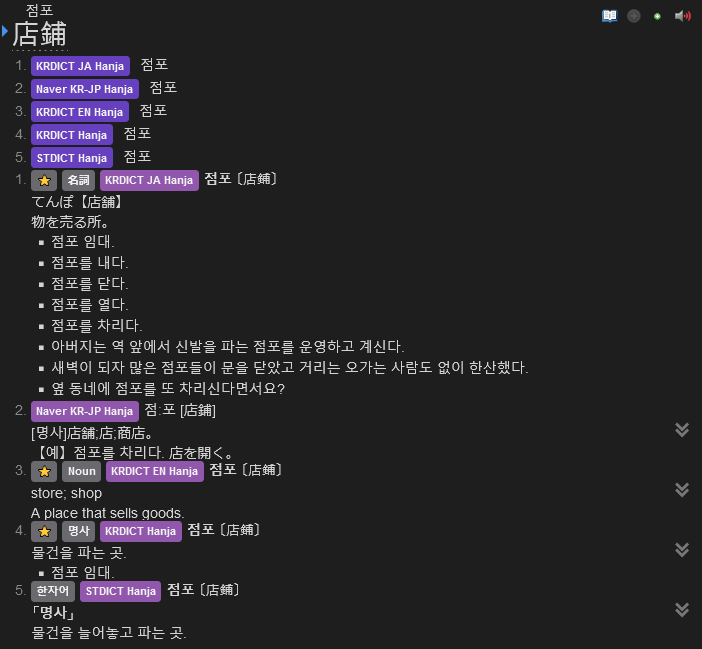 점포
店鋪
1. KRDICT JA Hanja 점포
2. Naver KR-JP Hanja 점포
3. KRDICT EN Hanja 점포
4. KRDICT Hanja 점포
5. STDICT Hanja 점포
1. ⭐ 名詞 KRDICT JA Hanja 점포〔店鋪〕
てんぽ【店舗】
物を売る所。
▪ 점포 임대.
▪ 점포를 내다.
▪ 점포를 닫다.
▪ 점포를 열다.
▪ 점포를 차리다.
▪ 아버지는 역 앞에서 신발을 파는 점포를 운영하고 계신다.
▪ 새벽이 되자 많은 점포들이 문을 닫았고 거리는 오가는 사람도 없이 한산했다.
▪ 옆 동네에 점포를 또 차리신다면서요?
2. Naver KR-JP Hanja 점:포 [店鋪]
[명사]店舗;店;商店。
【예】점포를 차리다. 店を開く。
3. ⭐ Noun KRDICT EN Hanja 점포〔店鋪〕
store; shop
A place that sells goods.
4. ⭐ 명사 KRDICT Hanja 점포〔店鋪〕
물건을 파는 곳.
▪ 점포 임대.
5. 한자어 STDICT Hanja 점포〔店鋪〕
「명사」
물건을 늘어놓고 파는 곳.